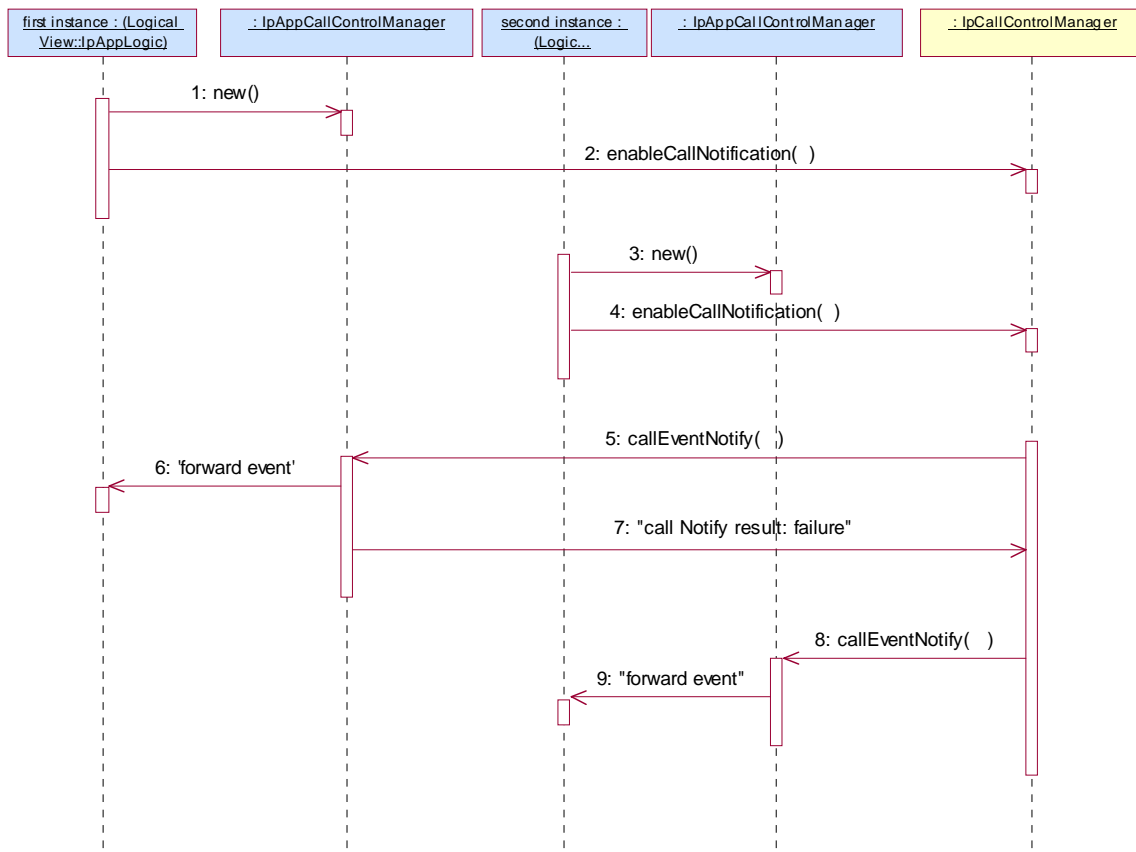 first instance : (Logical
View::IpAppLogic)
: IpAppCallControlManager
second instance :
(Logic...
: IpAppCallControlManager
: IpCallControlManager
1: new()
2: enableCallNotification( )
3: new()
4: enableCallNotification( )
5: callEventNotify( )
6: 'forward event'
7: "call Notify result: failure"
8: callEventNotify( )
9: "forward event"